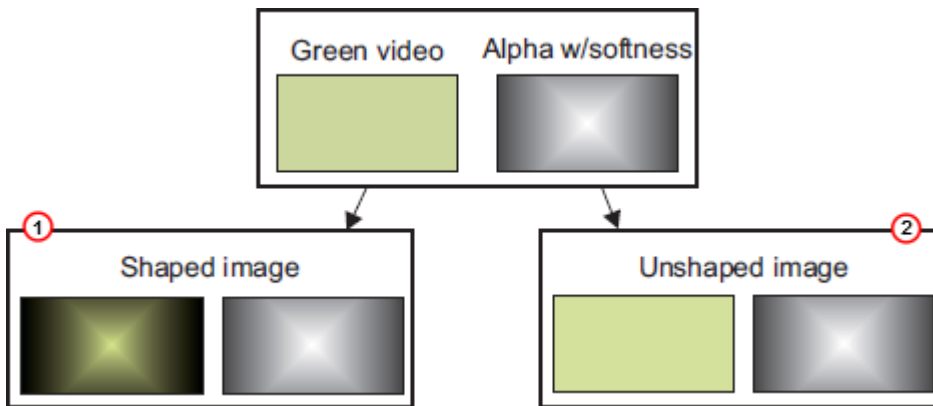 Green video
Alpha w/softness
1
Shaped image
2
Unshaped image